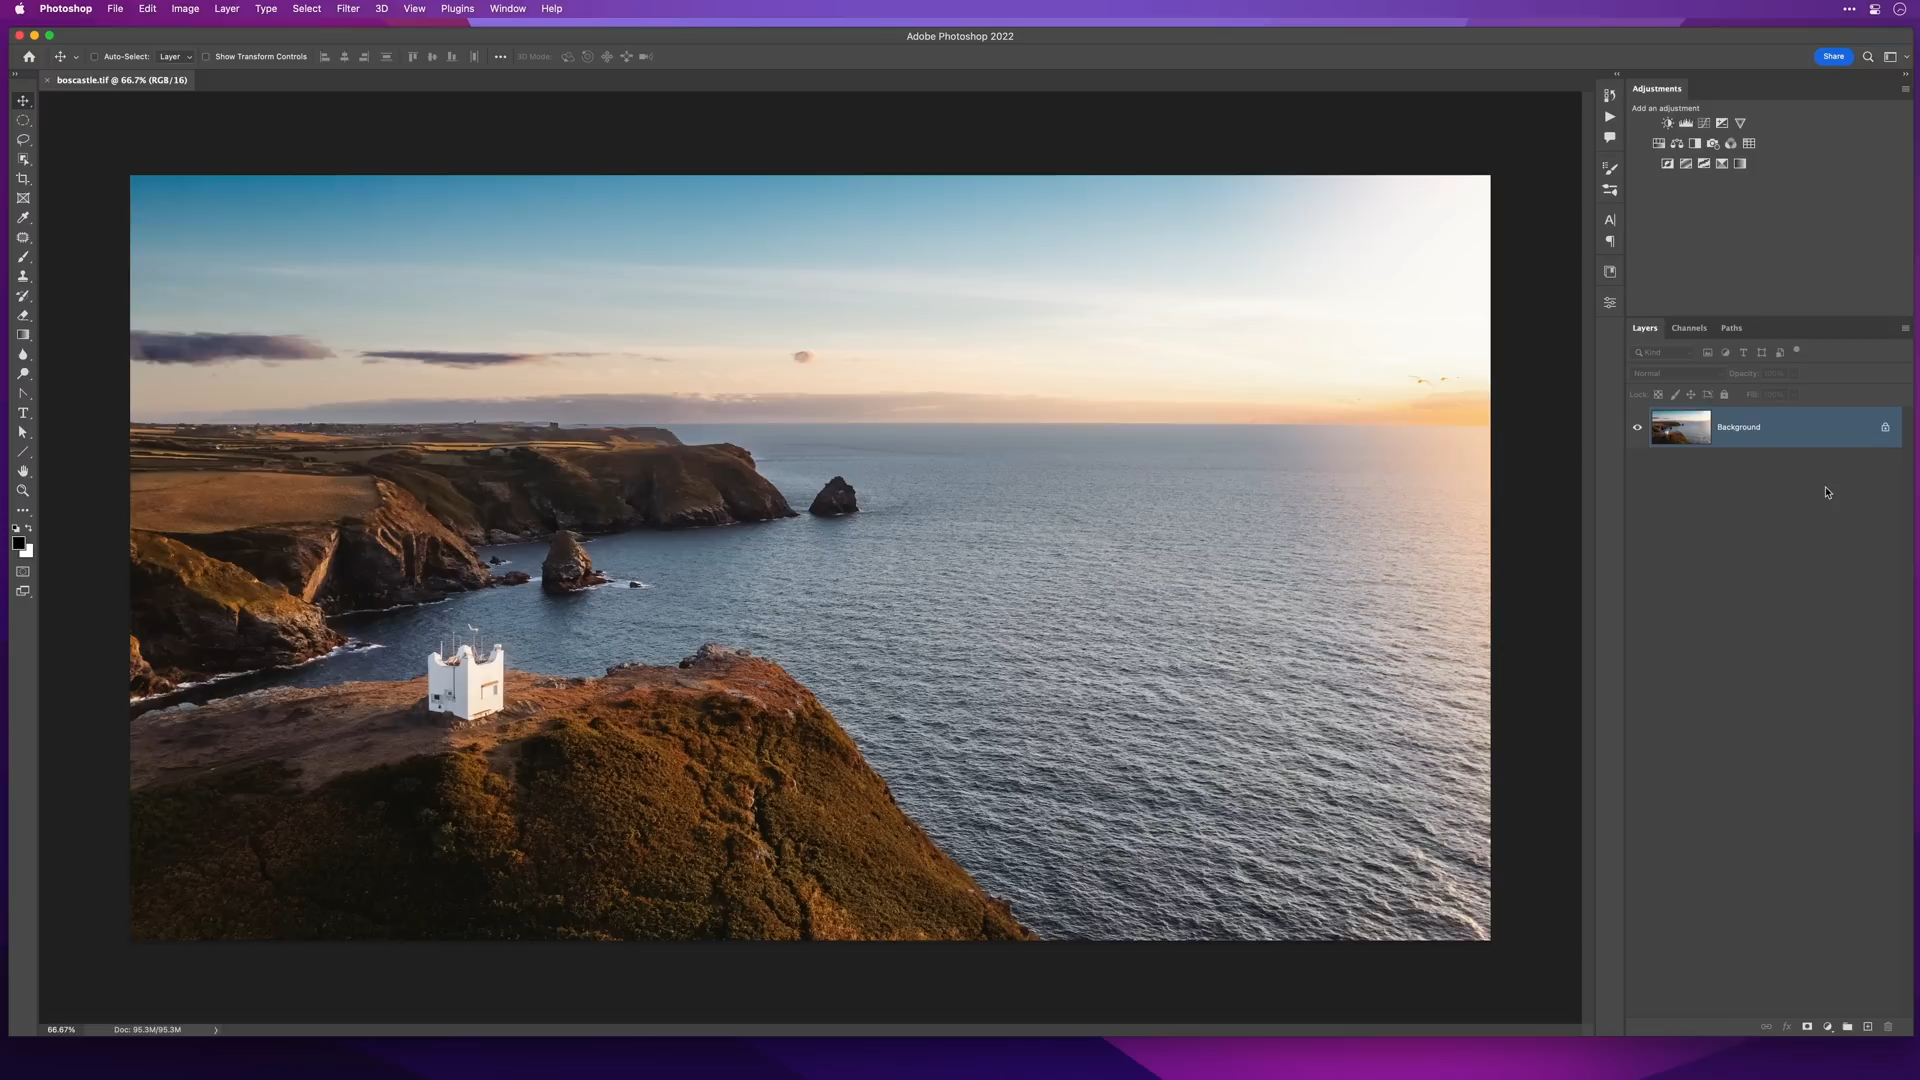 Photoshop File Edit Image Layer Type Select Filter 3D View Plugins Window Help
Adobe Photoshop 2022
Auto-Select: Layer Show Transform Controls 3D Mode: Share
boscastle.tif @ 66.7% (RGB/16)
Adjustments
Add an adjustment
Layers Channels Paths
Kind
Normal Opacity: 100%
Lock: Fill: 100%
Background
66.67% Doc: 95.3M/95.3M